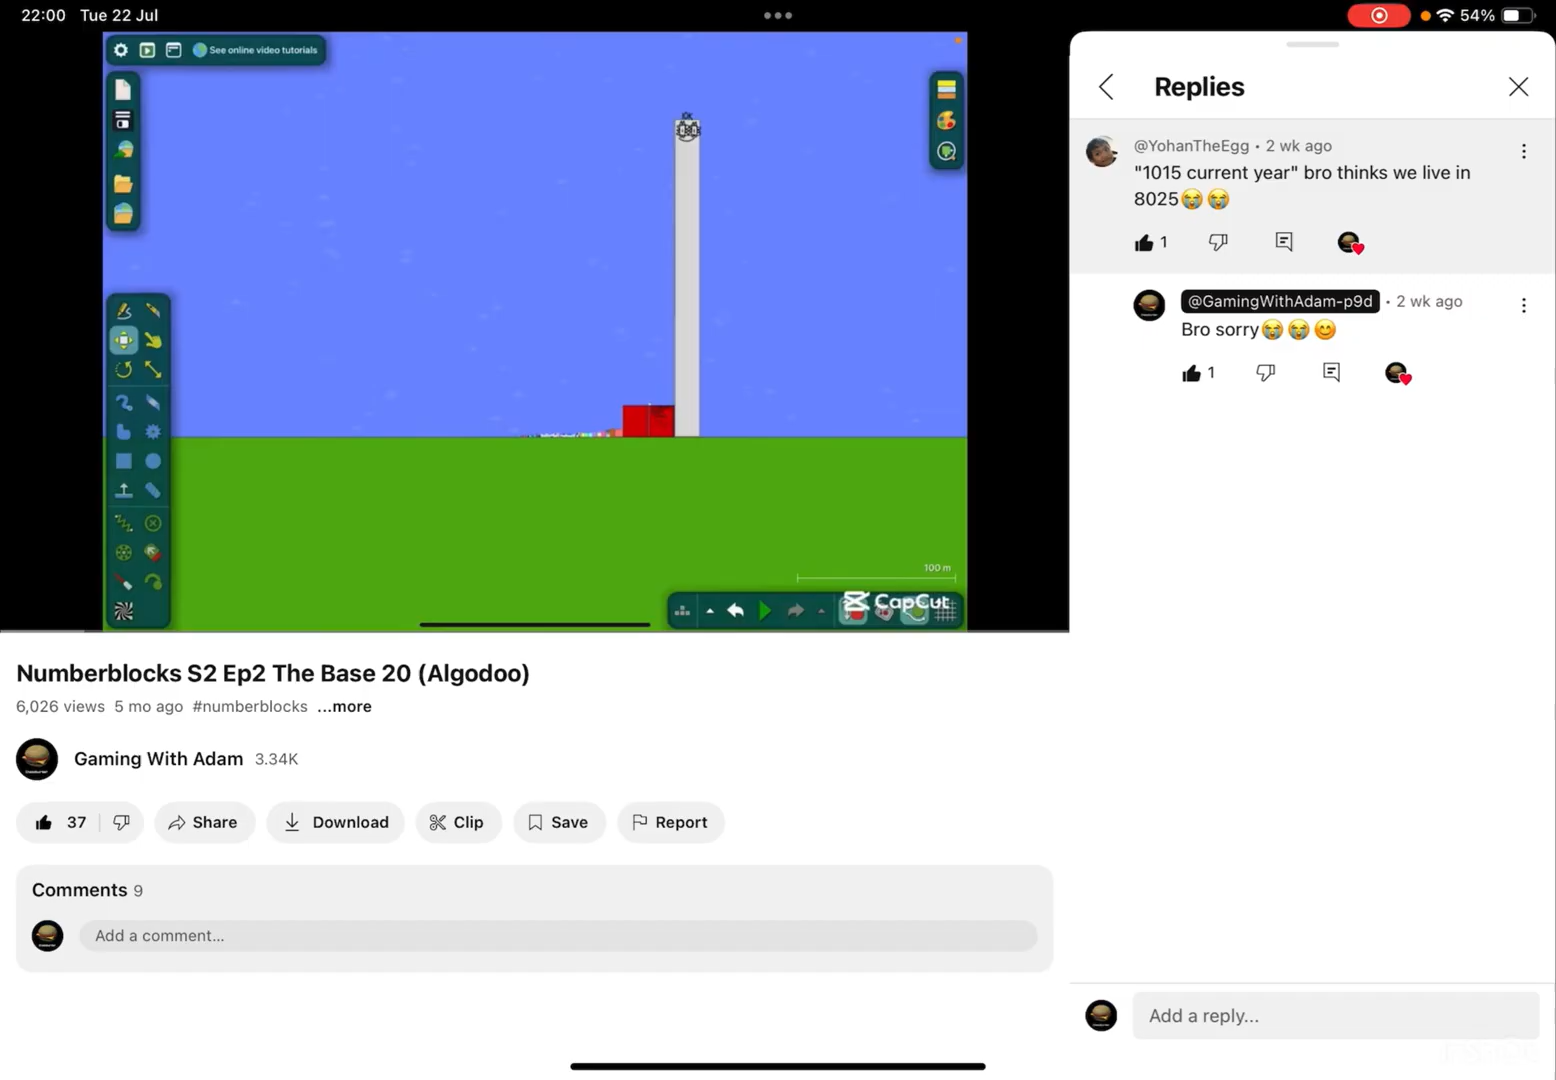 22:00 Tue 22 Jul
54%
See online video tutorials
10K
100 m
CapCut
Numberblocks S2 Ep2 The Base 20 (Algodoo)
6,026 views 5 mo ago #numberblocks ...more
Gaming With Adam 3.34K
37
Share
Download
Clip
Save
Report
Comments 9
Add a comment...
Replies
@YohanTheEgg • 2 wk ago
"1015 current year" bro thinks we live in
8025😭😭
1
@GamingWithAdam-p9d • 2 wk ago
Bro sorry😭😭😊
1
Add a reply...